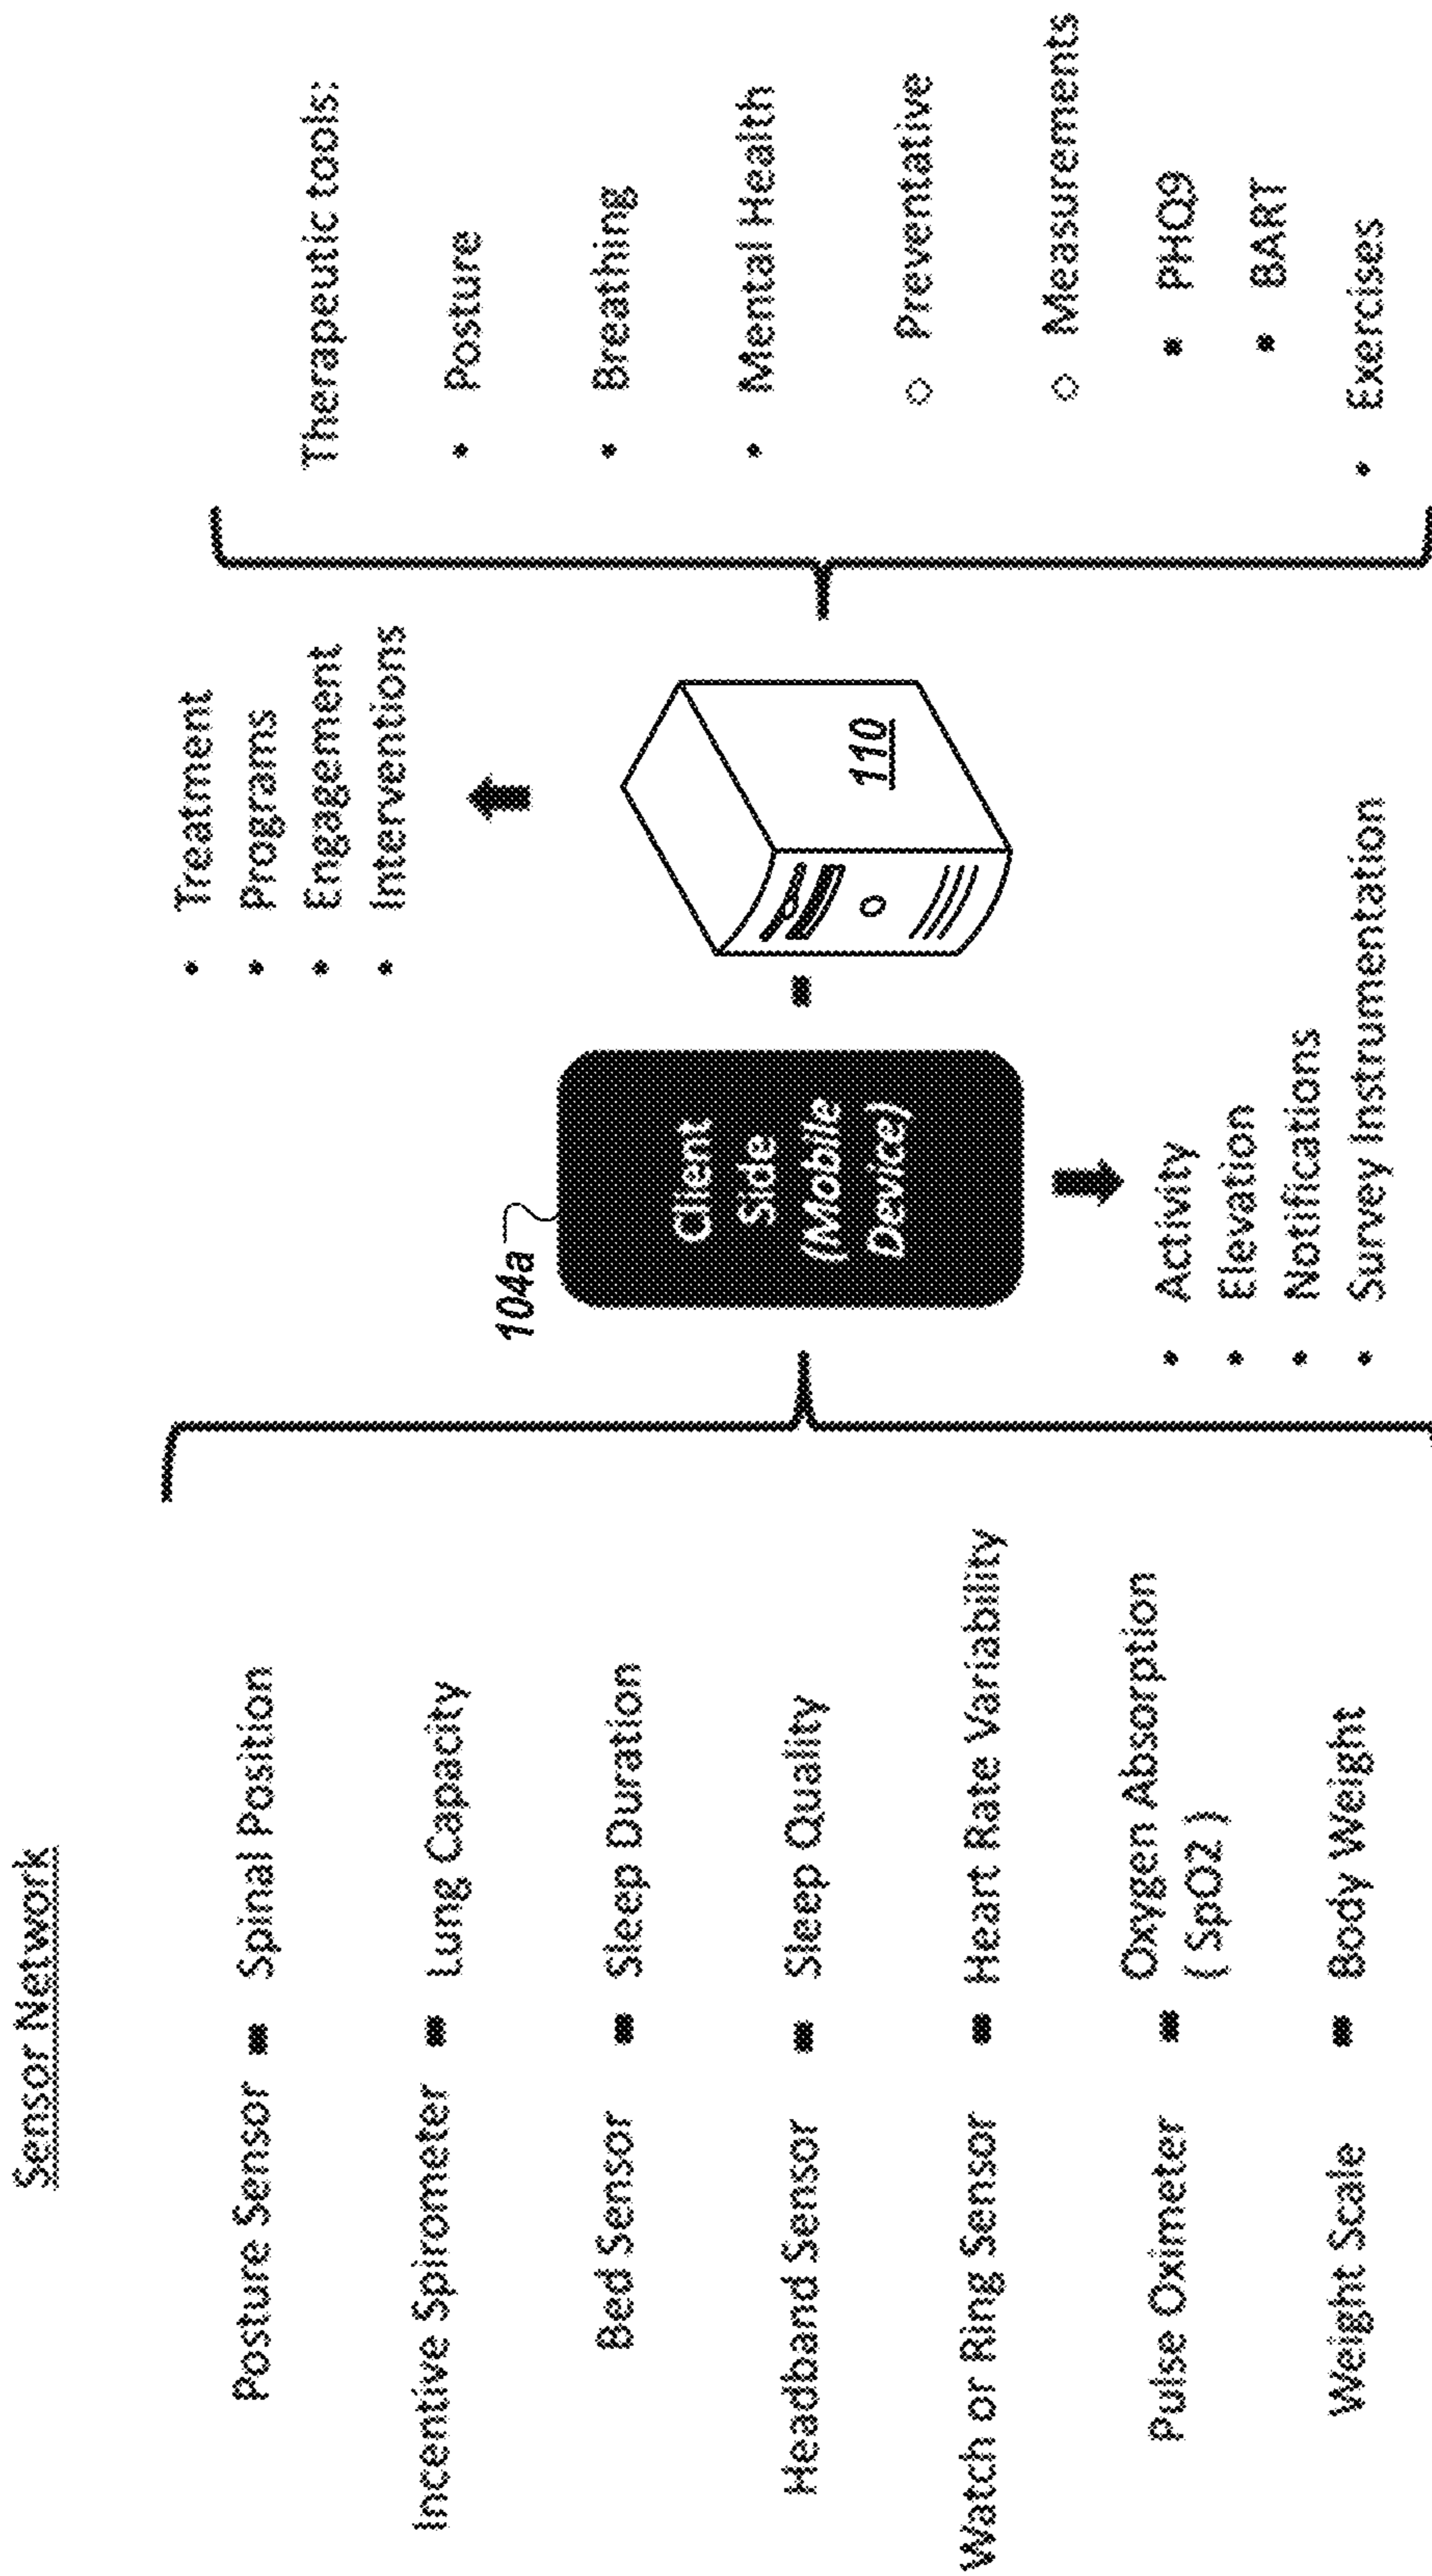 Sensor Network
Posture Sensor
Spinal Position
Incentive Spirometer
Lung Capacity
Bed Sensor
Sleep Duration
Headband Sensor
Sleep Quality
Watch or Ring Sensor
Heart Rate Variability
Pulse Oximeter
Oxygen Absorption
( SpO2 )
Weight Scale
Body Weight
104a
Client
Side
(Mobile
Device)
• Activity
• Elevation
• Notifications
• Survey Instrumentation
• Treatment
• Programs
• Engagement
• Interventions
110
Therapeutic tools:
• Posture
• Breathing
• Mental Health
○ Preventative
○ Measurements
▪ PHQ9
▪ BART
• Exercises